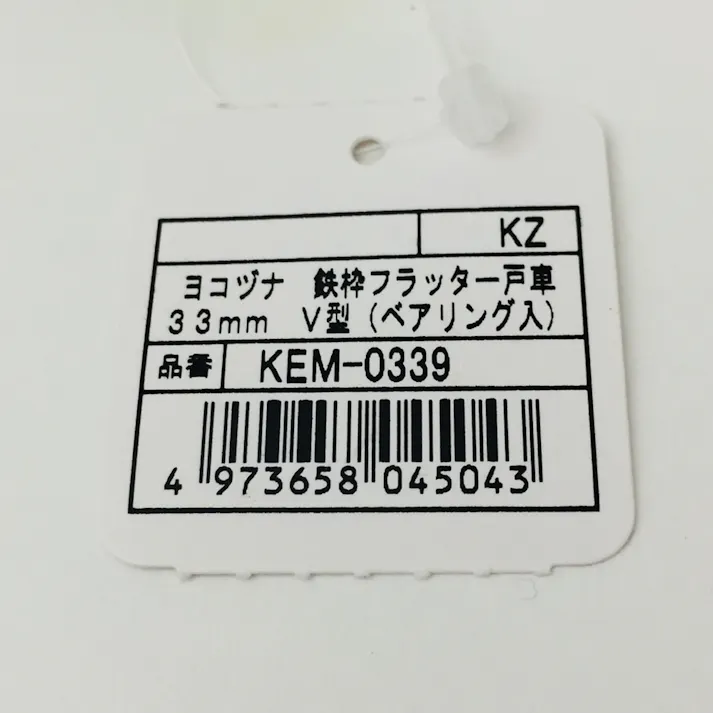 KZ
ヨコヅナ 鉄枠フラッター戸車
33mm V型(ベアリング入)
品番 KEM-0339
4 973658 045043